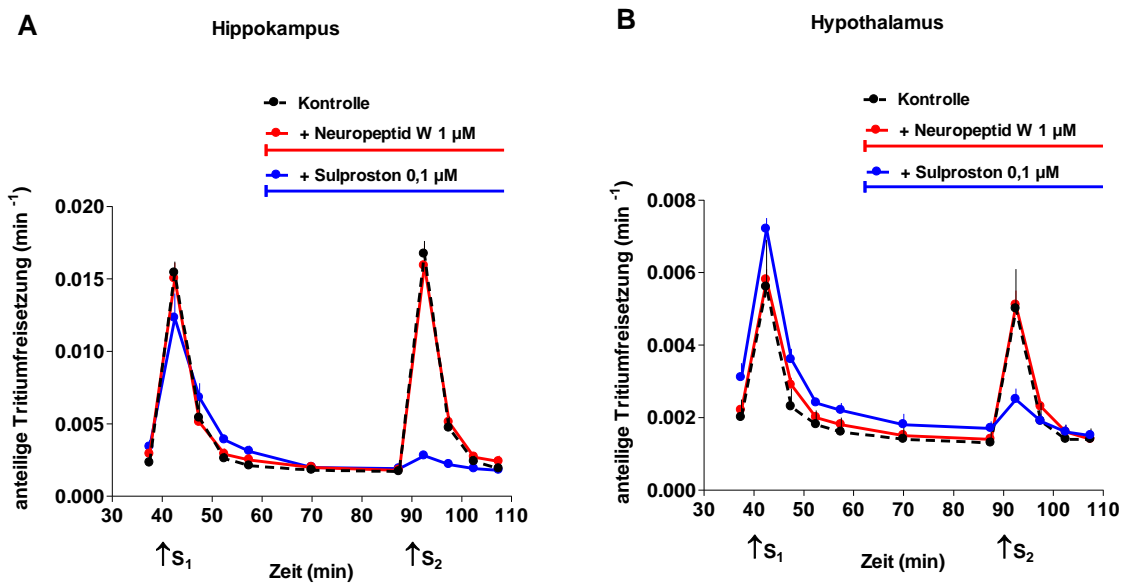 A
Hippokampus
Kontrolle
+ Neuropeptid W 1 µM
+ Sulproston 0,1 µM
anteilige Tritiumfreisetzung (min -1)
0.020
0.015
0.010
0.005
0.000
30 40 50 60 70 80 90 100 110
↑S1
↑S2
Zeit (min)
B
Hypothalamus
Kontrolle
+ Neuropeptid W 1 µM
+ Sulproston 0,1 µM
anteilige Tritiumfreisetzung (min -1)
0.008
0.006
0.004
0.002
0.000
30 40 50 60 70 80 90 100 110
↑S1
Zeit (min)
↑S2